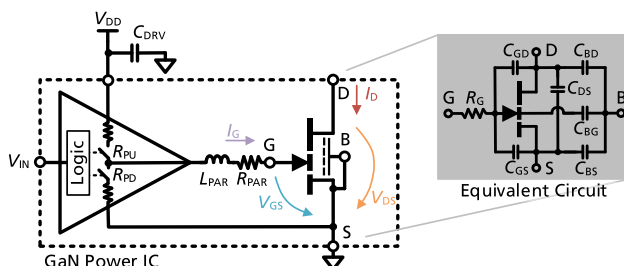 VDD
CDRV
VIN
Logic
RPU
RPD
LPAR
RPAR
IG
G
VGS
D
ID
B
VDS
S
GaN Power IC
CGD
D
CBD
CDS
G
RG
B
CBG
CGS
S
CBS
Equivalent Circuit